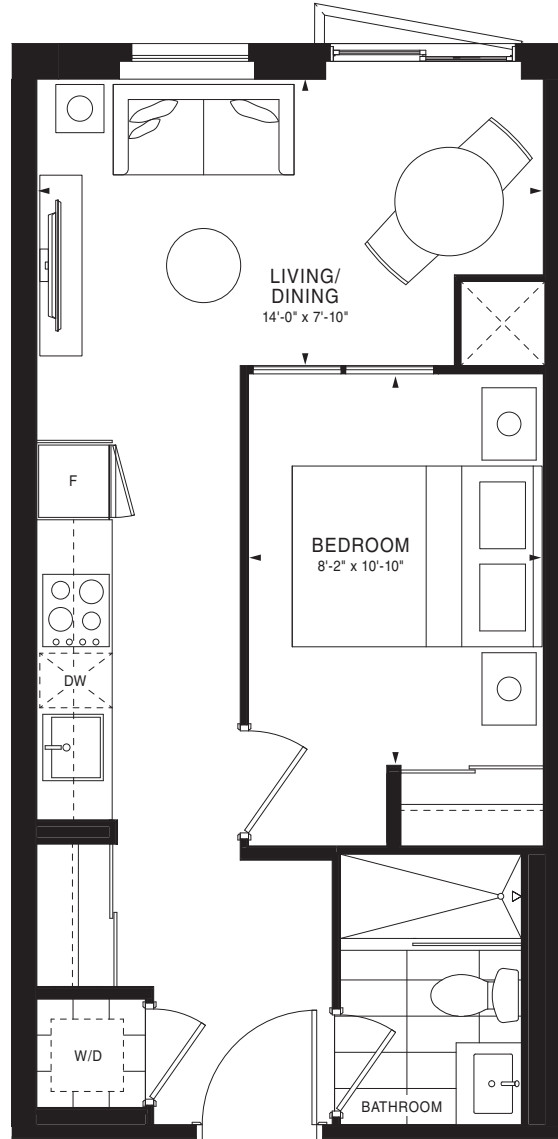 LIVING/
DINING
14'-0" x 7'-10"
F
BEDROOM
8'-2" x 10'-10"
DW
W/D
BATHROOM